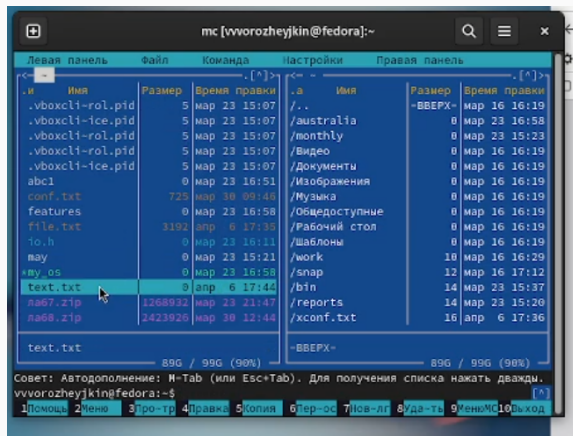 mc [vvvorozheyjkin@fedora]:~
Левая панель Файл Команда Настройки Правая панель
<- ~ .[^]> <- ~ .[^]>
.и Имя Размер Время правки .а Имя Размер Время правки
.vboxcli~rol.pid 5 мар 23 15:07 /.. -ВВЕРХ- мар 16 16:19
.vboxcli~ice.pid 5 мар 23 15:07 /australia 0 мар 23 16:58
.vboxcli~rol.pid 5 мар 23 15:07 /monthly 0 мар 23 15:23
.vboxcli~rol.pid 5 мар 23 15:07 /Видео 0 мар 16 16:19
.vboxcli~ice.pid 5 мар 23 15:07 /Документы 0 мар 16 16:19
abc1 0 мар 23 16:51 /Изображения 0 мар 16 16:19
conf.txt 725 мар 30 09:46 /Музыка 0 мар 16 16:19
features 0 мар 23 16:58 /Общедоступные 0 мар 16 16:19
file.txt 3192 апр 6 17:35 /Рабочий стол 0 мар 16 16:19
io.h 0 мар 23 16:11 /Шаблоны 0 мар 16 16:19
may 0 мар 23 15:21 /work 10 мар 16 16:29
*my_os 0 мар 23 16:58 /snap 12 мар 16 17:12
text.txt 0 апр 6 17:44 /bin 14 мар 23 15:37
ла67.zip 1268932 мар 23 21:47 /reports 14 мар 23 15:20
ла68.zip 2423926 мар 30 12:44 /xconf.txt 16 апр 6 17:36
text.txt -ВВЕРХ-
89G / 99G (90%) 89G / 99G (90%)
Совет: Автодополнение: M-Tab (или Esc+Tab). Для получения списка нажать дважды.
vvvorozheyjkin@fedora:~$ [^]
1Помощь 2Меню 3Про~тр 4Правка 5Копия 6Пер~ос 7Нов~лг 8Уда~ть 9МенюMC 10Выход